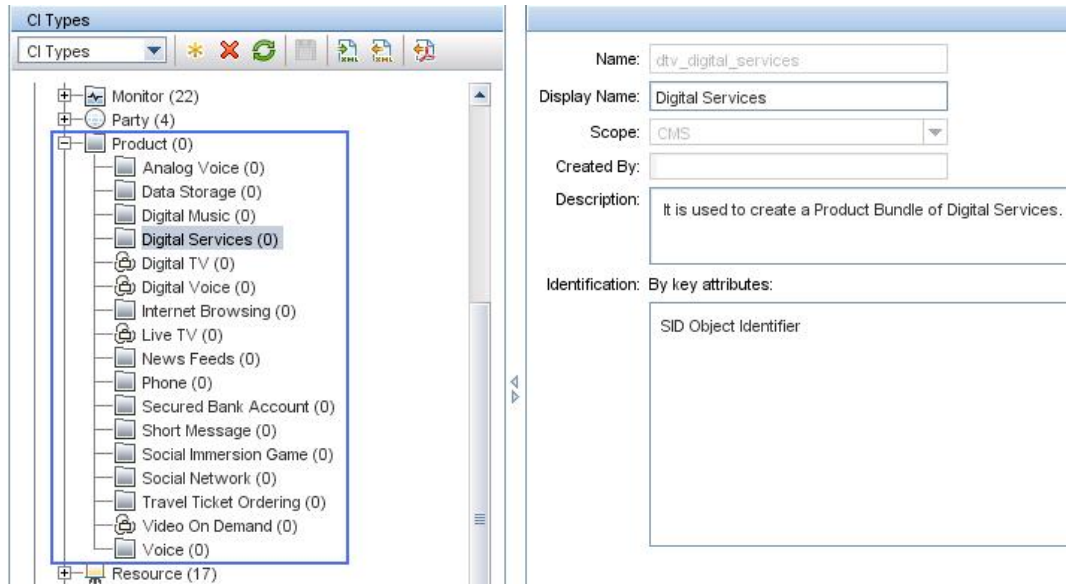 CI Types
CI Types
XML
XML
Monitor (22)
Party (4)
Product (0)
Analog Voice (0)
Data Storage (0)
Digital Music (0)
Digital Services (0)
Digital TV (0)
Digital Voice (0)
Internet Browsing (0)
Live TV (0)
News Feeds (0)
Phone (0)
Secured Bank Account (0)
Short Message (0)
Social Immersion Game (0)
Social Network (0)
Travel Ticket Ordering (0)
Video On Demand (0)
Voice (0)
Resource (17)
Name: dtv_digital_services
Display Name: Digital Services
Scope: CMS
Created By:
Description: It is used to create a Product Bundle of Digital Services.
Identification: By key attributes:
SID Object Identifier